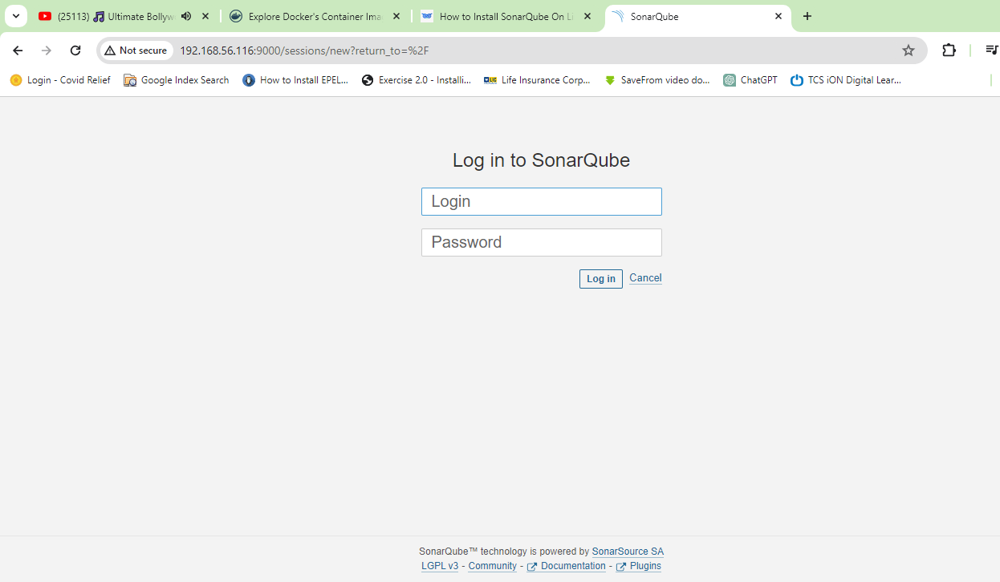 (25113) 🎵 Ultimate Bollyw
Explore Docker's Container Ima
How to Install SonarQube On Li
SonarQube
Not secure
192.168.56.116:9000/sessions/new?return_to=%2F
Login - Covid Relief
Google Index Search
How to Install EPEL...
Exercise 2.0 - Installi...
LIC
Life Insurance Corp...
SaveFrom video do...
ChatGPT
TCS iON Digital Lear...
Log in to SonarQube
Login
Password
Log in
Cancel
SonarQube™ technology is powered by SonarSource SA
LGPL v3 - Community - Documentation - Plugins